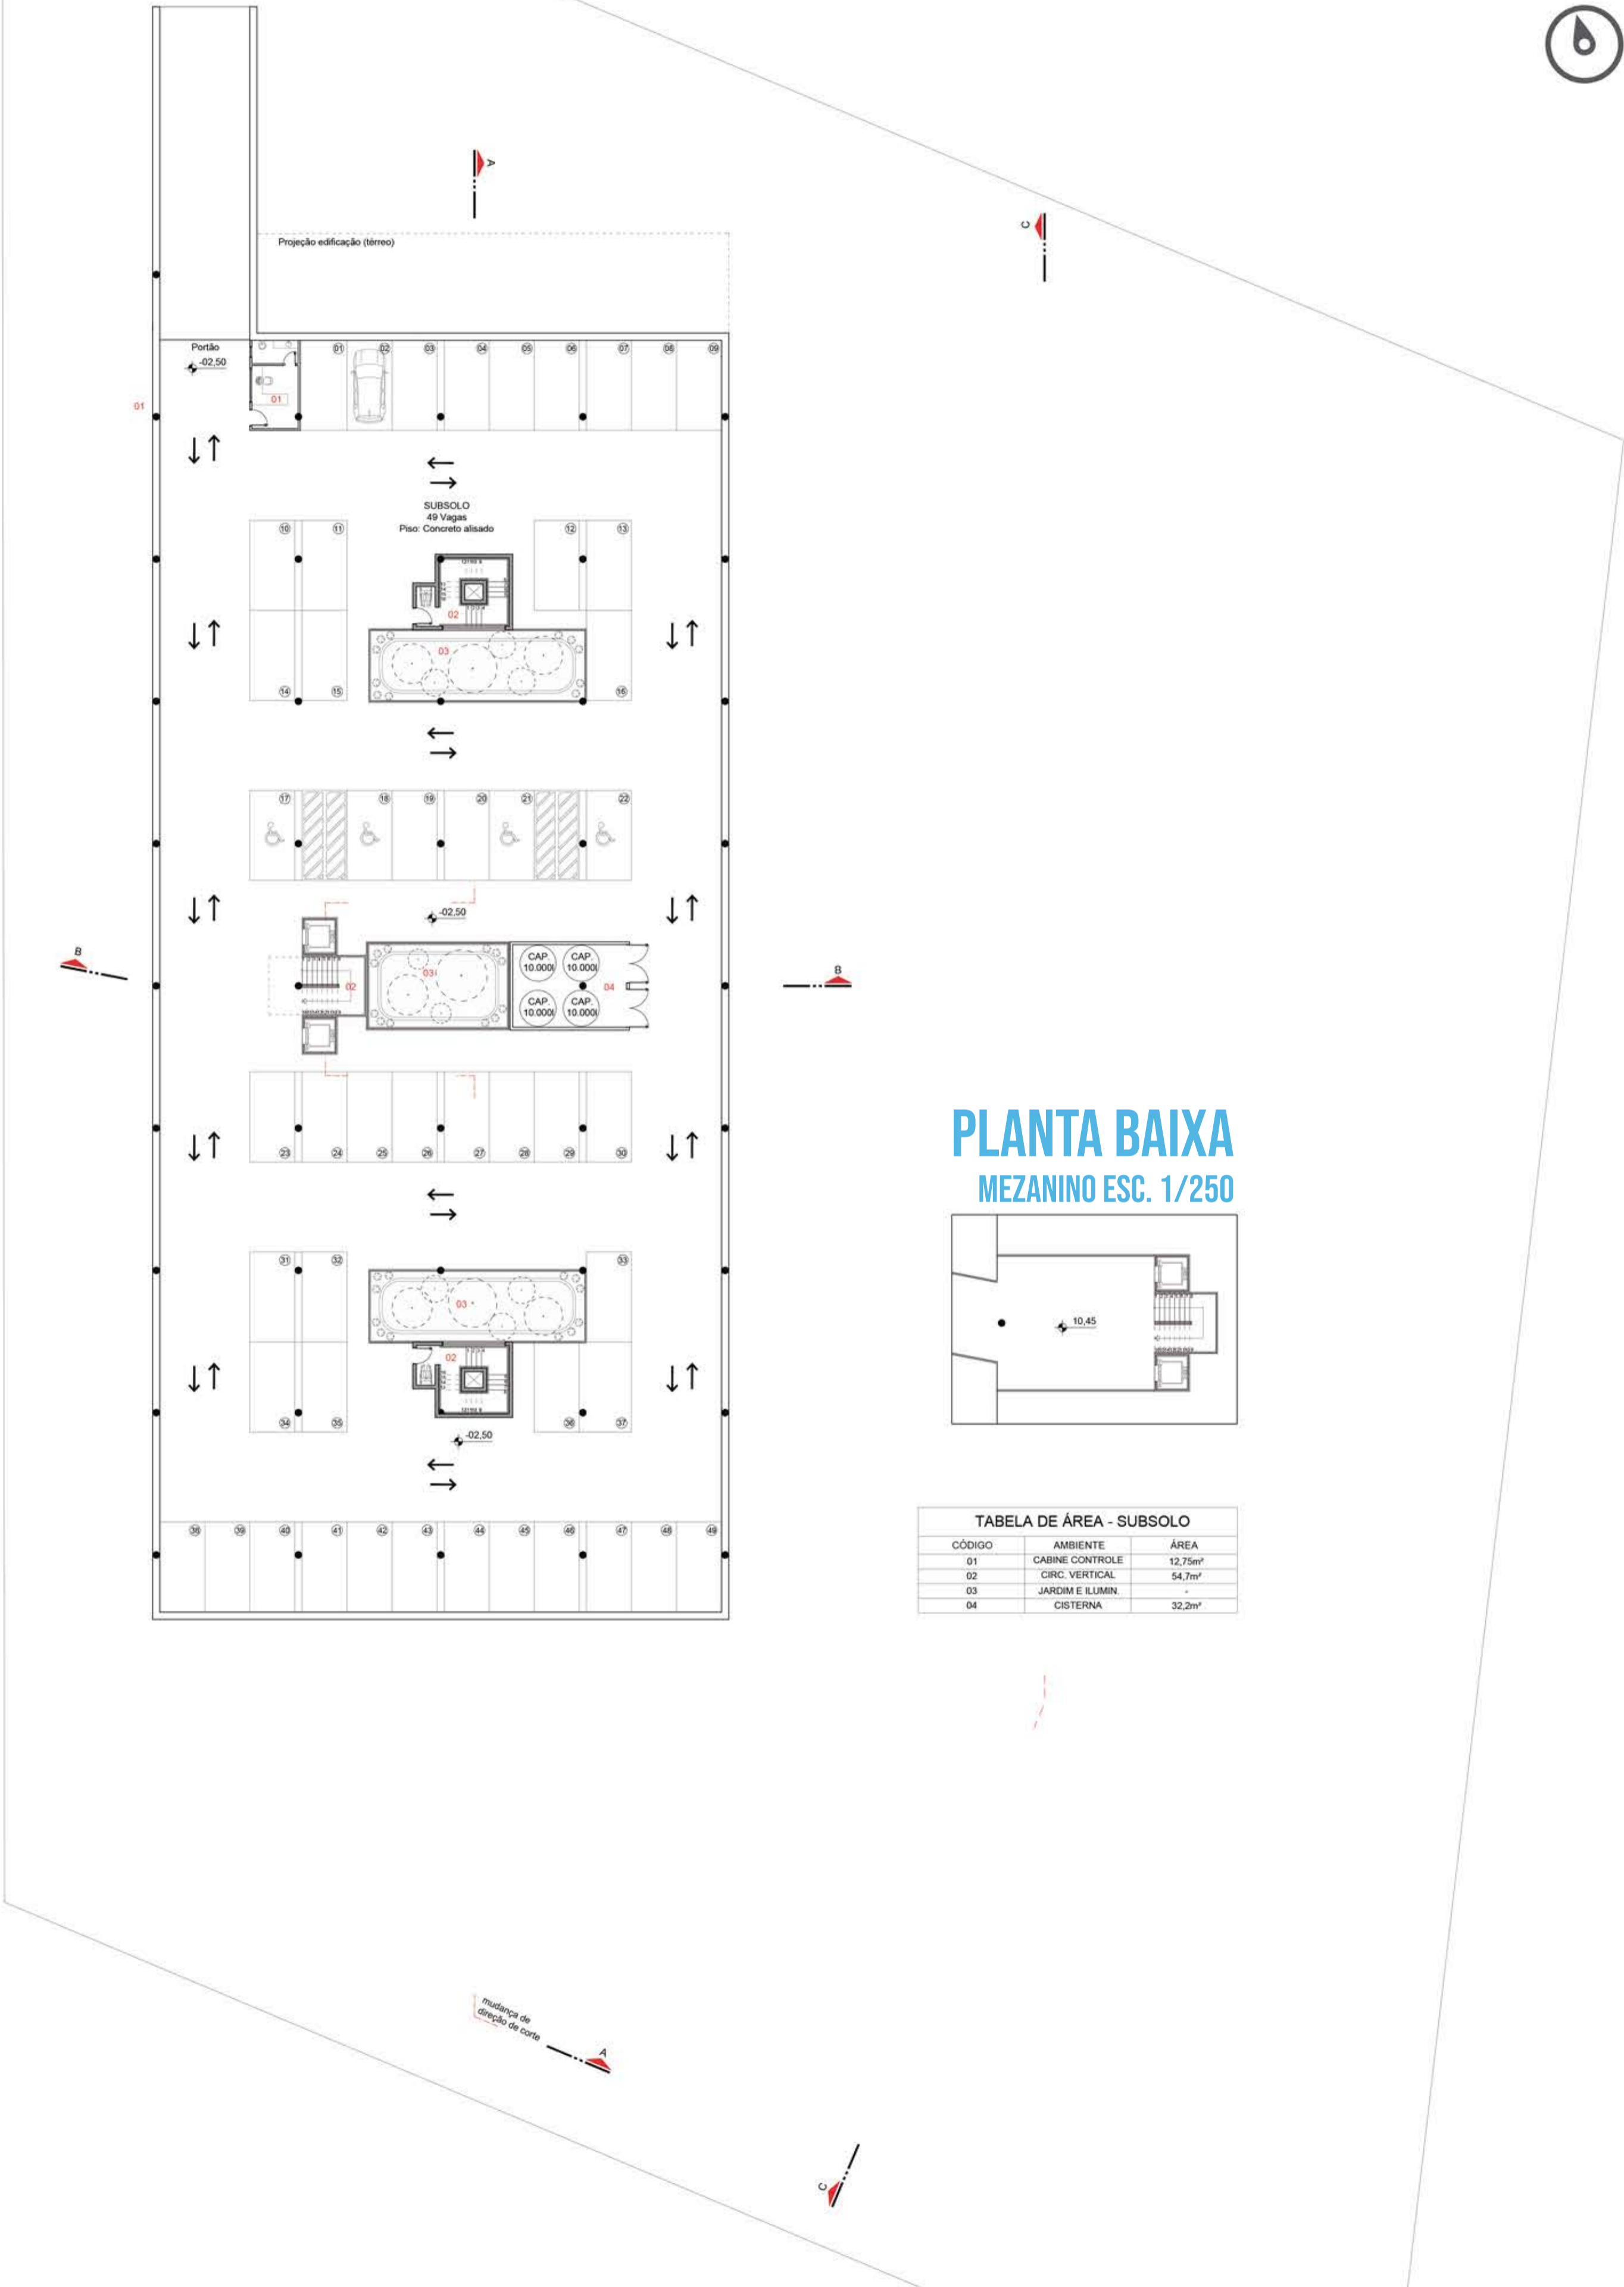 A
C
Projeção edificação (térreo)
Portão
-02,50
01
01
01 02 03 04 05 06 07 08 09
SUBSOLO
49 Vagas
Piso: Concreto alisado
10 11 12 13
02
03
14 15 16
17 18 19 20 21 22
-02,50
B
02
03
CAP. 10.000l
CAP. 10.000l
CAP. 10.000l
CAP. 10.000l
04
B
23 24 25 26 27 28 29 30
31 32 33
03
02
34 35 36 37
-02,50
38 39 40 41 42 43 44 45 46 47 48 49
PLANTA BAIXA
MEZANINO ESC. 1/250
10,45
TABELA DE ÁREA - SUBSOLO
CÓDIGO AMBIENTE ÁREA
01 CABINE CONTROLE 12,75m²
02 CIRC. VERTICAL 54,7m²
03 JARDIM E ILUMIN. -
04 CISTERNA 32,2m²
mudança de
direção de corte
A
C